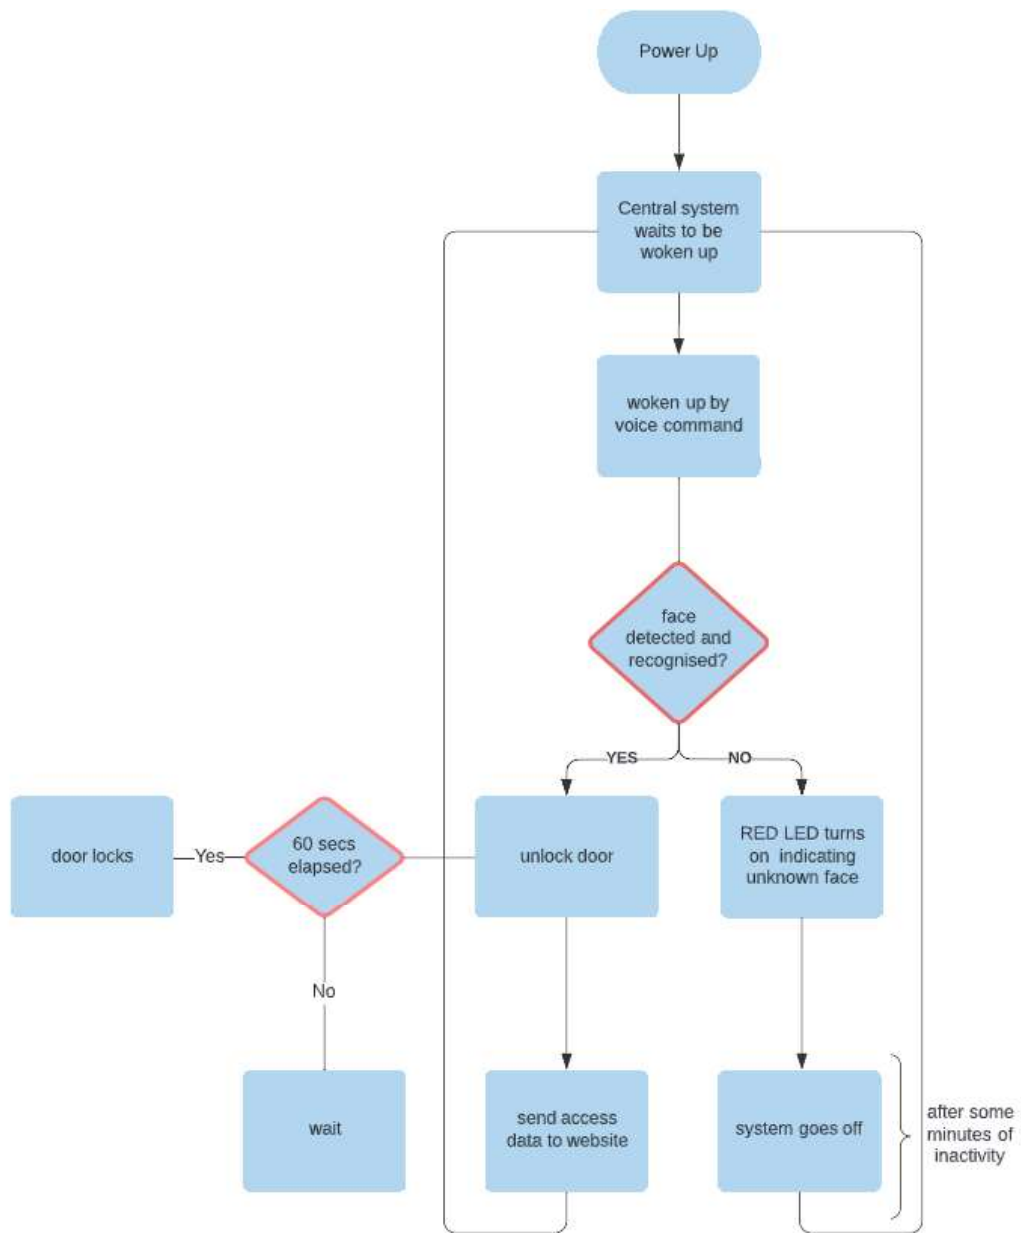 Power Up
Central system
waits to be
woken up
woken up by
voice command
face
detected and
recognised?
YES
NO
door locks
Yes
60 secs
elapsed?
unlock door
RED LED turns
on indicating
unknown face
No
wait
send access
data to website
system goes off
after some
minutes of
inactivity